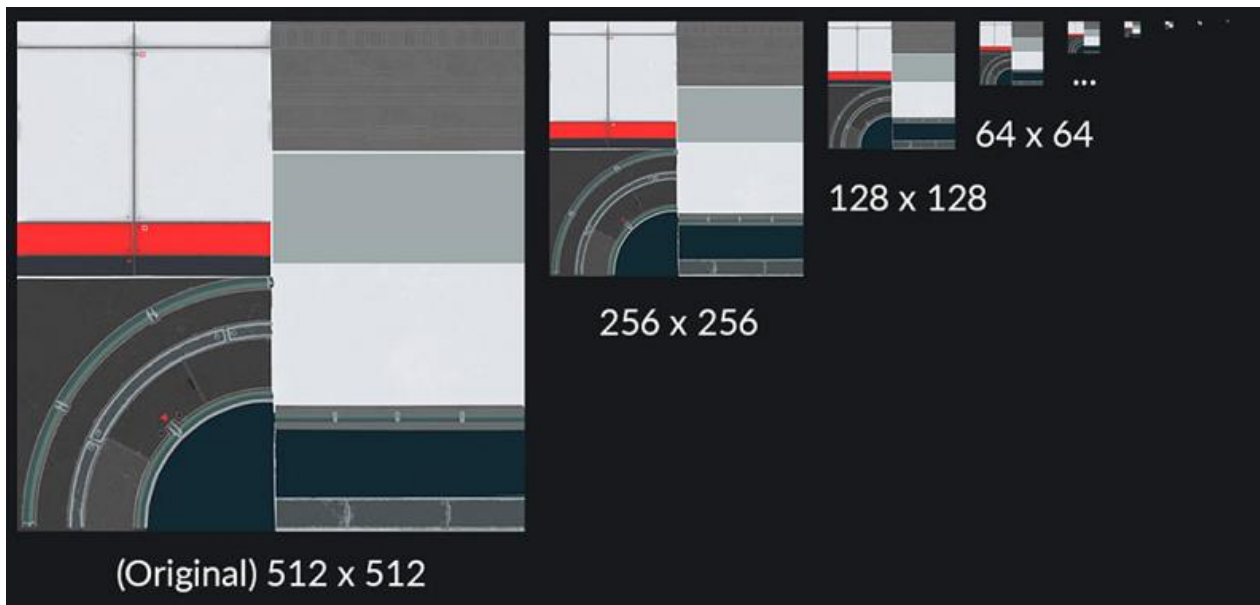 (Original) 512 x 512
256 x 256
128 x 128
64 x 64
...